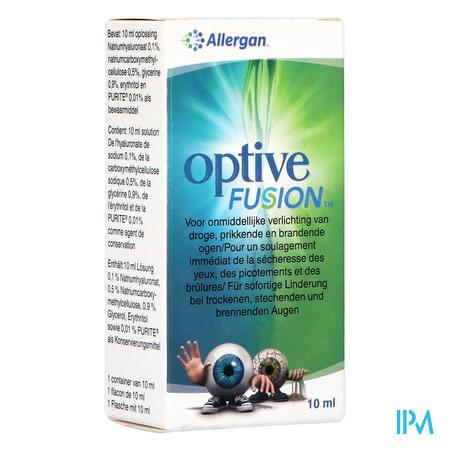 Bevat: 10 ml oplossing
Natriumhyaluronaat 0,1%,
natriumcarboxymethyl-
cellulose 0,5%, glycerine
0,9%, erythritol en
PURITE® 0,01% als
bewaarmiddel
Contient: 10 ml solution
De l'hyaluronate de
sodium 0,1%, de la
carboxyméthylcellulose
sodique 0,5%, de la
glycérine 0,9%, de
l'érythritol et de la
PURITE® 0,01%
comme agent de
conservation
Enthält:10 ml Lösung
0,1 % Natriumhyaluronat,
0,5 % Natriumcarboxy-
methylcellulose, 0,9 %
Glycerol, Erythritol
sowie 0,01 % PURITE®
als Konservierungsmittel
1 container van 10 ml
1 flacon de 10 ml
1 Flasche mit 10 ml
Allergan
optive
FUSION™
Voor onmiddellijke verlichting van
droge, prikkende en brandende
ogen/Pour un soulagement
immédiat de la sécheresse des
yeux, des picotements et des
brûlures/ Für sofortige Linderung
bei trockenen, stechenden und
brennenden Augen
10 ml
IPM